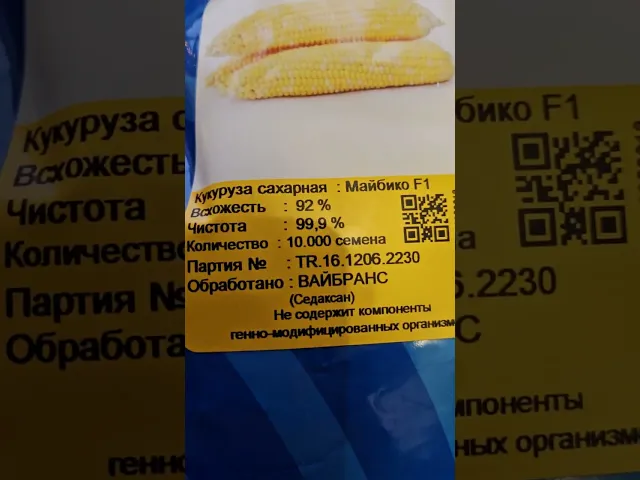 Кукуруза сахарная : Майбико F1
Всхожесть : 92 %
Чистота : 99,9 %
Количество : 10.000 семена
Партия № : TR.16.1206.2230
Обработано : ВАЙБРАНС
(Седаксан)
Не содержит компоненты
генно-модифицированных организм